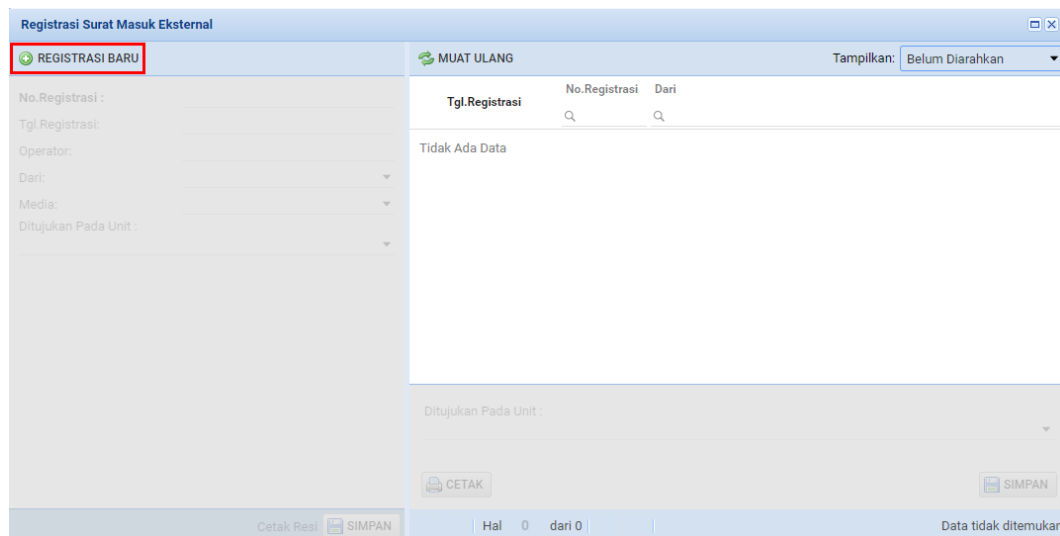 Registrasi Surat Masuk Eksternal
REGISTRASI BARU
No.Registrasi :
Tgl.Registrasi:
Operator:
Dari:
Media:
Ditujukan Pada Unit :
Cetak Resi SIMPAN
MUAT ULANG Tampilkan: Belum Diarahkan
Tgl.Registrasi No.Registrasi Dari
Tidak Ada Data
Ditujukan Pada Unit :
CETAK SIMPAN
Hal 0 dari 0 Data tidak ditemukan